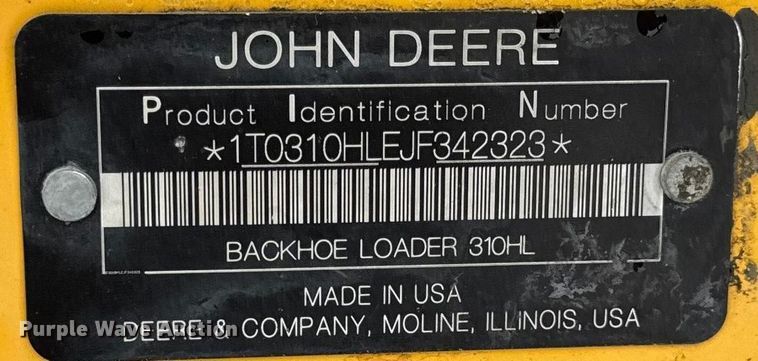 JOHN DEERE
Product Identification Number
*1T0310HLEJF342323*
BACKHOE LOADER 310HL
MADE IN USA
DEERE & COMPANY, MOLINE, ILLINOIS, USA
Purple Wave Auction